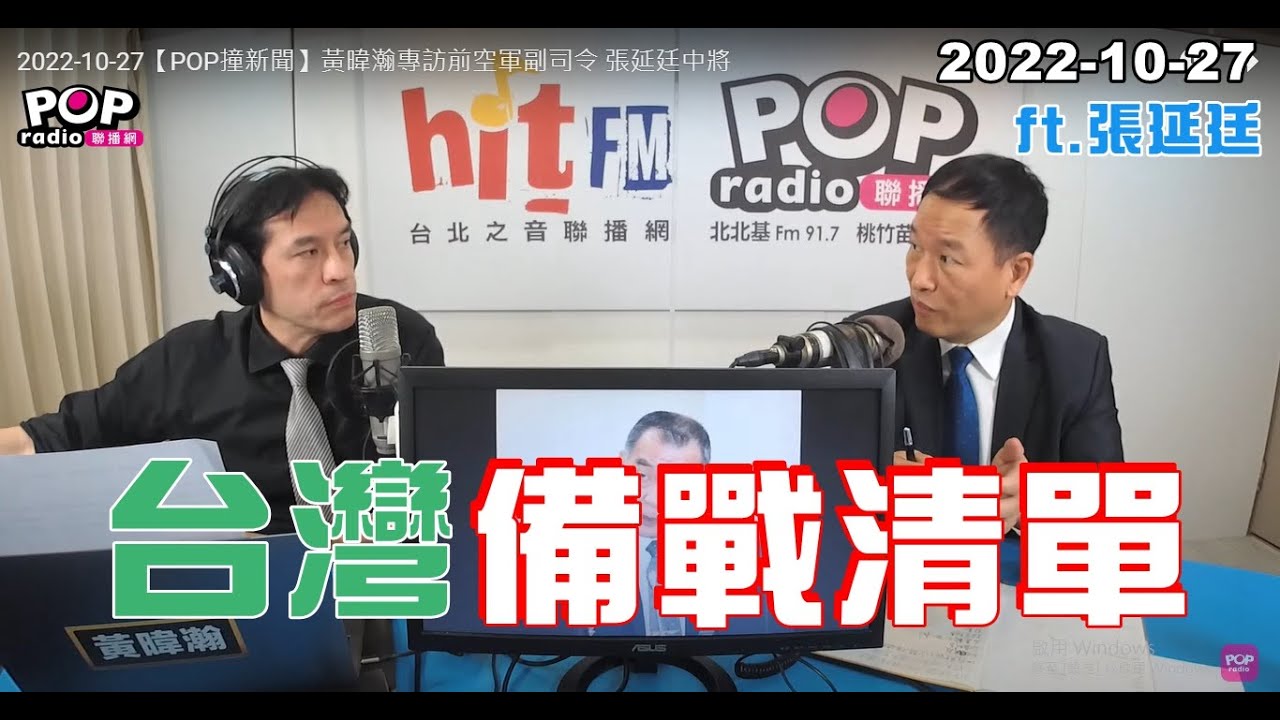 2022-10-27【POP撞新聞】黃暐瀚專訪前空軍副司令 張延廷中將
2022-10-27
ft.張延廷
POP
radio 聯播網
hit FM
台北之音聯播網
POP
radio 聯播
北北基 Fm 91.7 桃竹苗
台灣 備戰清單
黃暐瀚
ASUS
啟用 Windows
POP
radio